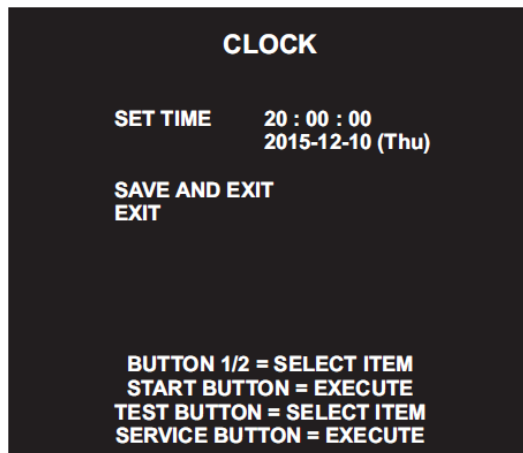 CLOCK
SET TIME 20 : 00 : 00
2015-12-10 (Thu)
SAVE AND EXIT
EXIT
BUTTON 1/2 = SELECT ITEM
START BUTTON = EXECUTE
TEST BUTTON = SELECT ITEM
SERVICE BUTTON = EXECUTE